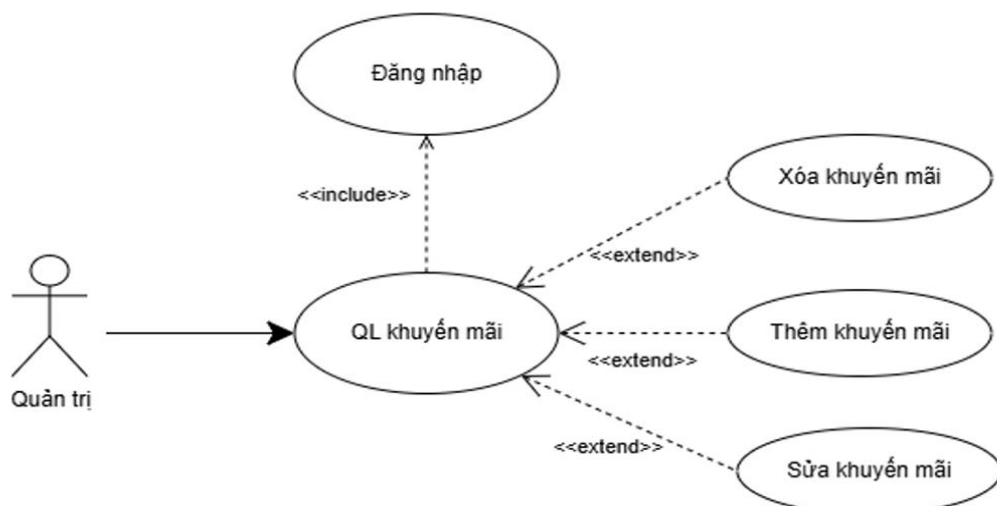 Đăng nhập
<<include>>
Xóa khuyến mãi
<<extend>>
QL khuyến mãi
Thêm khuyến mãi
<<extend>>
Quản trị
<<extend>>
Sửa khuyến mãi